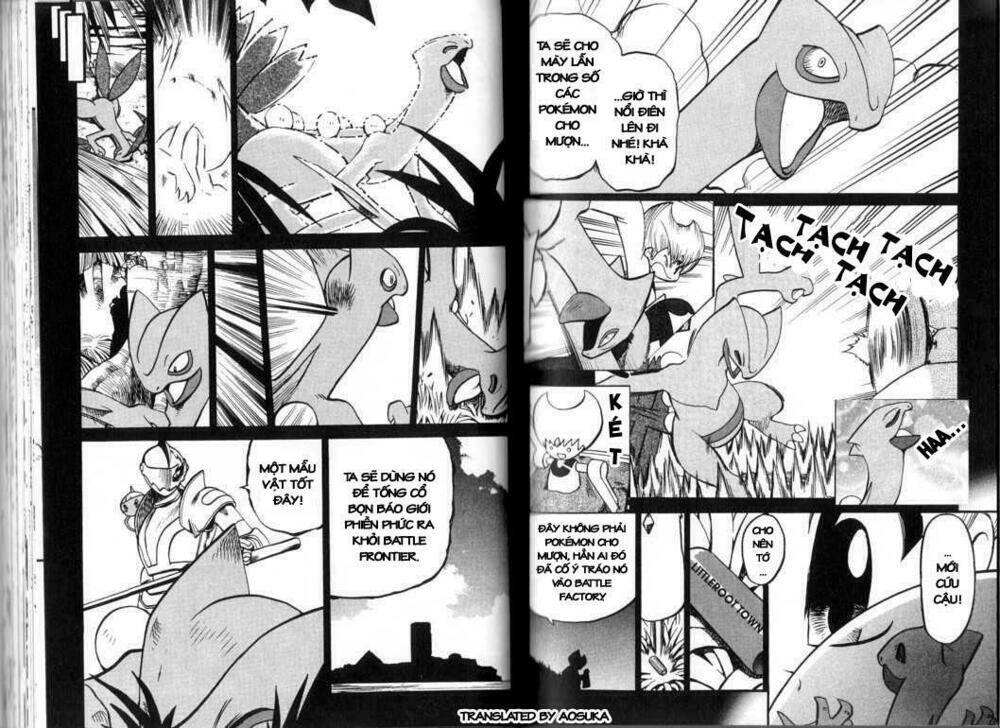 MỘT MẪU
VẬT TỐT
ĐÂY!
TA SẼ DÙNG NÓ
ĐỂ TỐNG CỔ
BỌN BÁO GIỚI
PHIỀN PHỨC RA
KHỎI BATTLE
FRONTIER.
TA SẼ CHO
MÀY LẪN
TRONG SỐ
CÁC
POKÉMON
CHO
MƯỢN...
...GIỜ THÌ
NỔI ĐIÊN
LÊN ĐI
NHÉ! KHÀ
KHÀ!
TẠCH TẠCH
TẠCH TẠCH
KÉT
HAA...
ĐÂY KHÔNG PHẢI
POKÉMON CHO
MƯỢN, HẲN AI ĐÓ
ĐÃ CỐ Ý TRÁO NÓ
VÀO BATTLE
FACTORY
LITTLEROOT TOWN
CHO
NÊN TỚ
...
...
MỚI CỨU
CẬU!
TRANSLATED BY AOSUKA